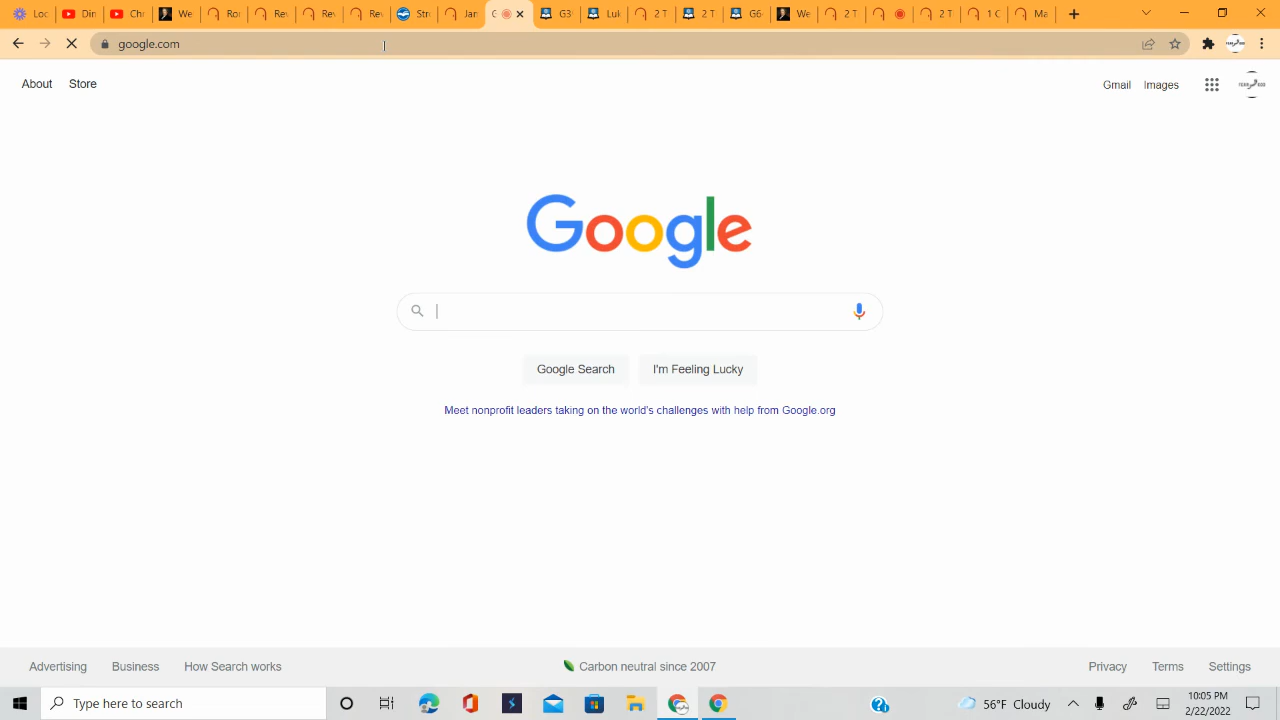 Lo
Din
Chr
We
Ro
Rev
Rev
Rev
Str
Jan
G
G3
Luk
2 T
2 T
G6
We
2 T
2 T
1 C
Ma
google.com
About
Store
Gmail
Images
Google
Google Search
I'm Feeling Lucky
Meet nonprofit leaders taking on the world's challenges with help from Google.org
Advertising
Business
How Search works
Carbon neutral since 2007
Privacy
Terms
Settings
Type here to search
56°F Cloudy
10:05 PM
2/22/2022